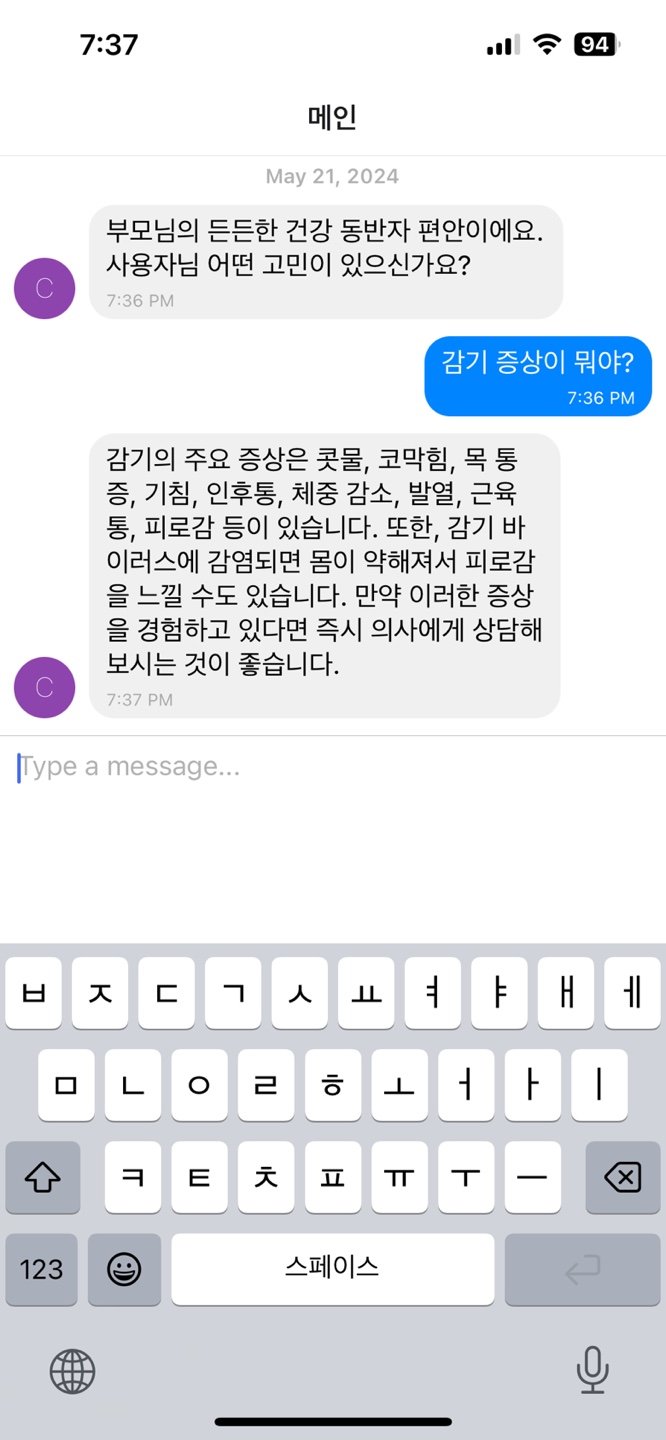 7:37
94
메인
May 21, 2024
부모님의 든든한 건강 동반자 편안이에요.
사용자님 어떤 고민이 있으신가요?
7:36 PM
C
감기 증상이 뭐야?
7:36 PM
감기의 주요 증상은 콧물, 코막힘, 목 통
증, 기침, 인후통, 체중 감소, 발열, 근육
통, 피로감 등이 있습니다. 또한, 감기 바
이러스에 감염되면 몸이 약해져서 피로감
을 느낄 수도 있습니다. 만약 이러한 증상
을 경험하고 있다면 즉시 의사에게 상담해
보시는 것이 좋습니다.
7:37 PM
C
Type a message...
ㅂ ㅈ ㄷ ㄱ ㅅ ㅛ ㅕ ㅑ ㅐ ㅔ
ㅁ ㄴ ㅇ ㄹ ㅎ ㅗ ㅓ ㅏ ㅣ
ㅋ ㅌ ㅊ ㅍ ㅠ ㅜ ㅡ
123 스페이스